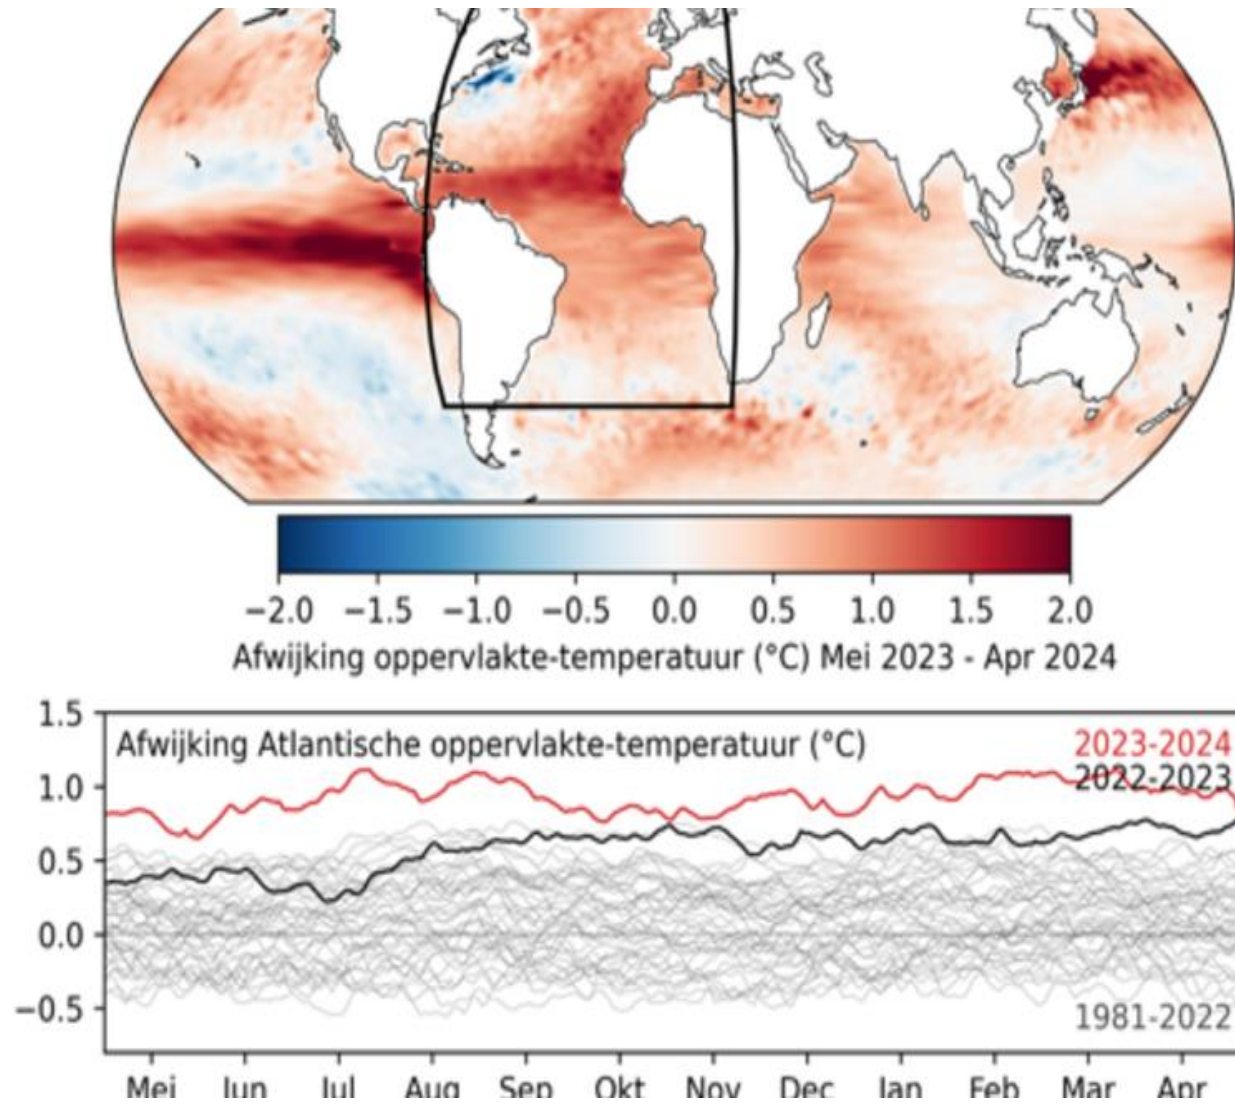 −2.0 −1.5 −1.0 −0.5 0.0 0.5 1.0 1.5 2.0
Afwijking oppervlakte-temperatuur (°C) Mei 2023 - Apr 2024
1.5
Afwijking Atlantische oppervlakte-temperatuur (°C)
2023-2024
2022-2023
1.0
0.5
0.0
−0.5
1981-2022
Mei Jun Jul Aug Sep Okt Nov Dec Jan Feb Mar Apr